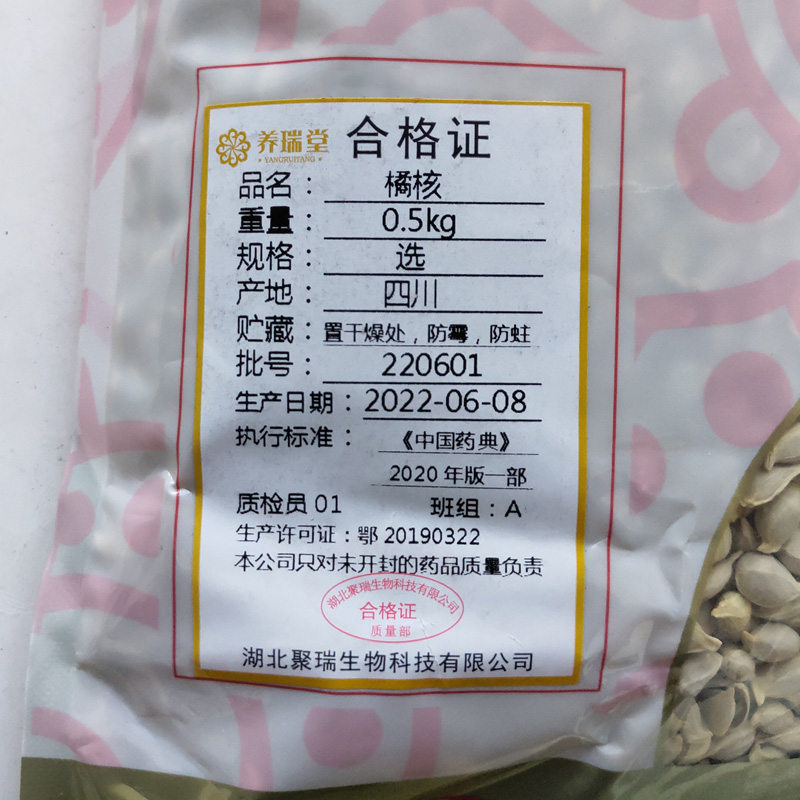 养瑞堂 合格证
YANGRUITANG
品名： 橘核
重量： 0.5kg
规格： 选
产地： 四川
贮藏： 置干燥处，防霉，防蛀
批号： 220601
生产日期： 2022-06-08
执行标准： 《中国药典》
2020 年版一部
质检员 01 班组：A
生产许可证：鄂 20190322
本公司只对未开封的药品质量负责
湖北聚瑞生物科技有限公司
合格证
质量部
湖北聚瑞生物科技有限公司